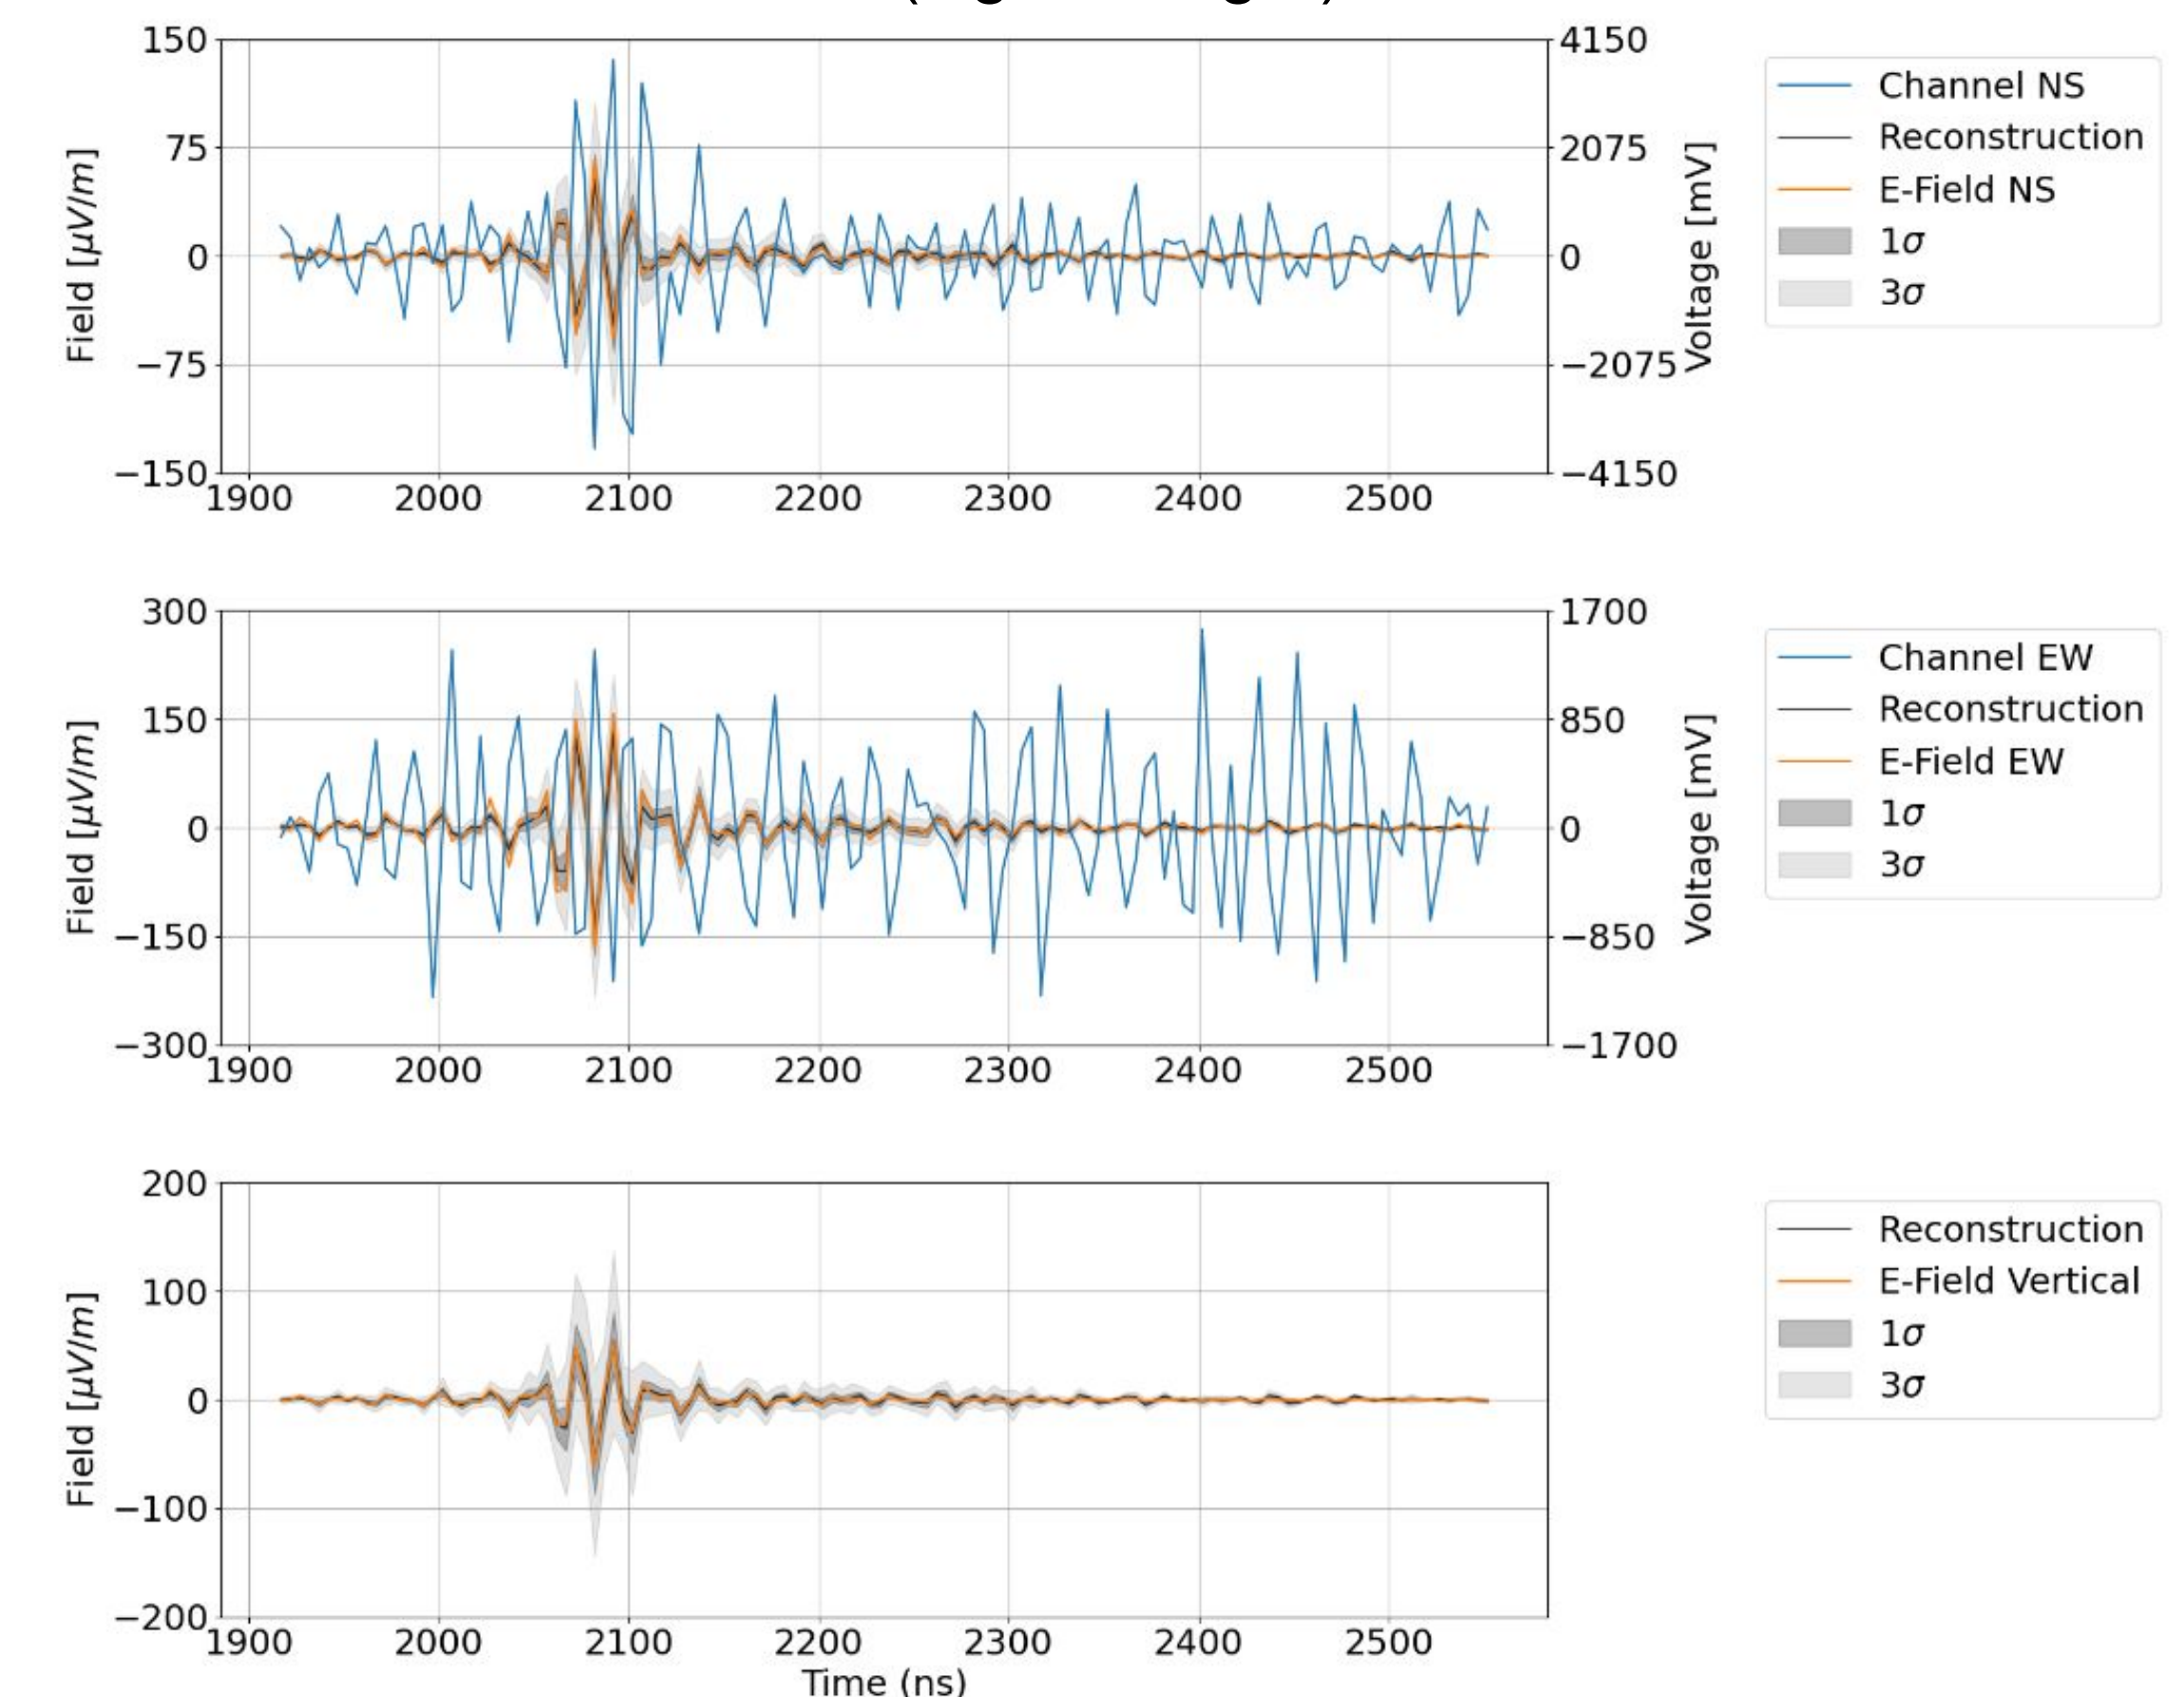 150
75
0
−75
−150
Field [μV/m]
4150
2075
0
−2075
−4150
Voltage [mV]
1900 2000 2100 2200 2300 2400 2500
Channel NS
Reconstruction
E-Field NS
1σ
3σ
300
150
0
−150
−300
Field [μV/m]
1700
850
0
−850
−1700
Voltage [mV]
1900 2000 2100 2200 2300 2400 2500
Channel EW
Reconstruction
E-Field EW
1σ
3σ
200
100
0
−100
−200
Field [μV/m]
1900 2000 2100 2200 2300 2400 2500
Time (ns)
Reconstruction
E-Field Vertical
1σ
3σ